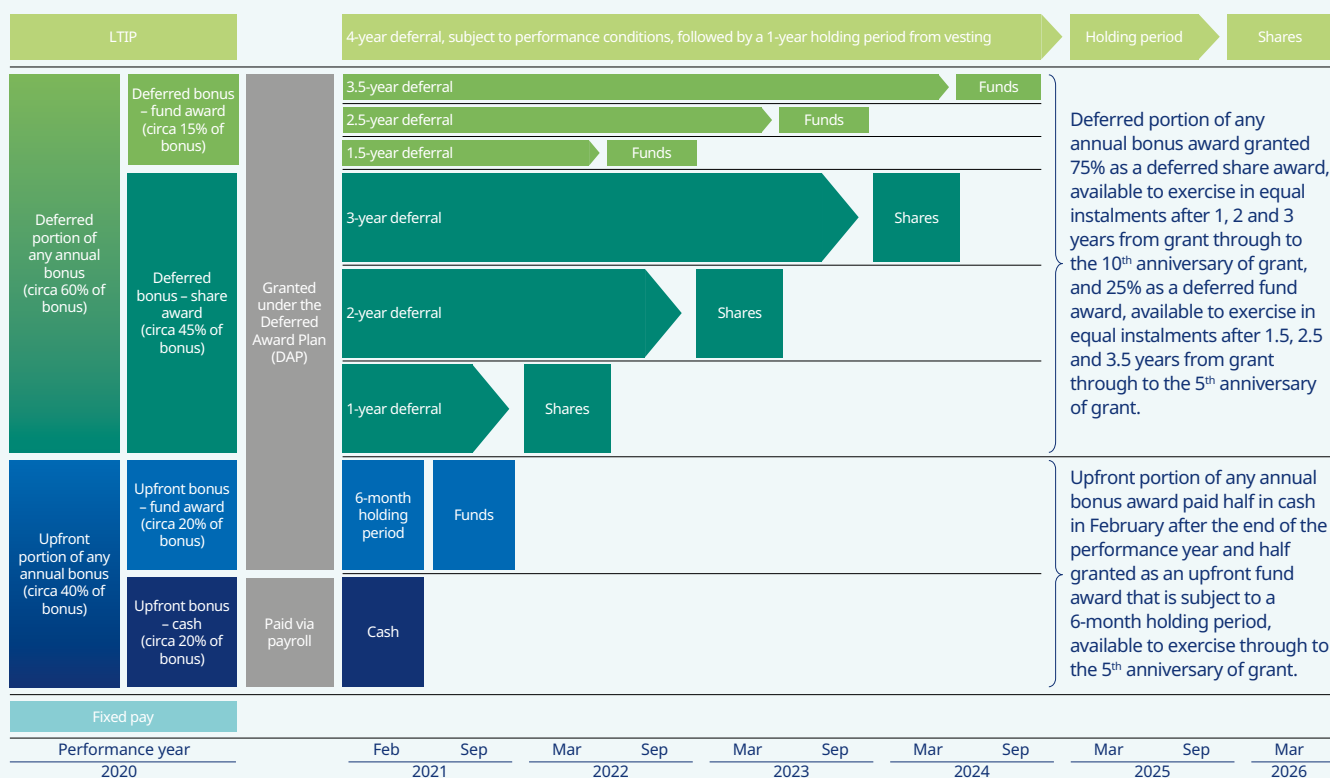 LTIP
4-year deferral, subject to performance conditions, followed by a 1-year holding period from vesting
Holding period
Shares
Deferred
portion of
any annual
bonus
(circa 60% of
bonus)
Deferred bonus
– fund award
(circa 15% of
bonus)
Deferred
bonus – share
award
(circa 45% of
bonus)
Granted
under the
Deferred
Award Plan
(DAP)
3.5-year deferral
Funds
2.5-year deferral
Funds
1.5-year deferral
Funds
3-year deferral
Shares
2-year deferral
Shares
1-year deferral
Shares
Deferred portion of any
annual bonus award granted
75% as a deferred share award,
available to exercise in equal
instalments after 1, 2 and 3
years from grant through to
the 10th anniversary of grant,
and 25% as a deferred fund
award, available to exercise in
equal instalments after 1.5, 2.5
and 3.5 years from grant
through to the 5th anniversary
of grant.
Upfront
portion of any
annual bonus
(circa 40% of
bonus)
Upfront bonus
– fund award
(circa 20% of
bonus)
6-month
holding
period
Funds
Upfront bonus
– cash
(circa 20% of
bonus)
Paid via
payroll
Cash
Upfront portion of any annual
bonus award paid half in cash
in February after the end of the
performance year and half
granted as an upfront fund
award that is subject to a
6-month holding period,
available to exercise through to
the 5th anniversary of grant.
Fixed pay
Performance year
Feb
Sep
Mar
Sep
Mar
Sep
Mar
Sep
Mar
Sep
Mar
2020
2021
2022
2023
2024
2025
2026